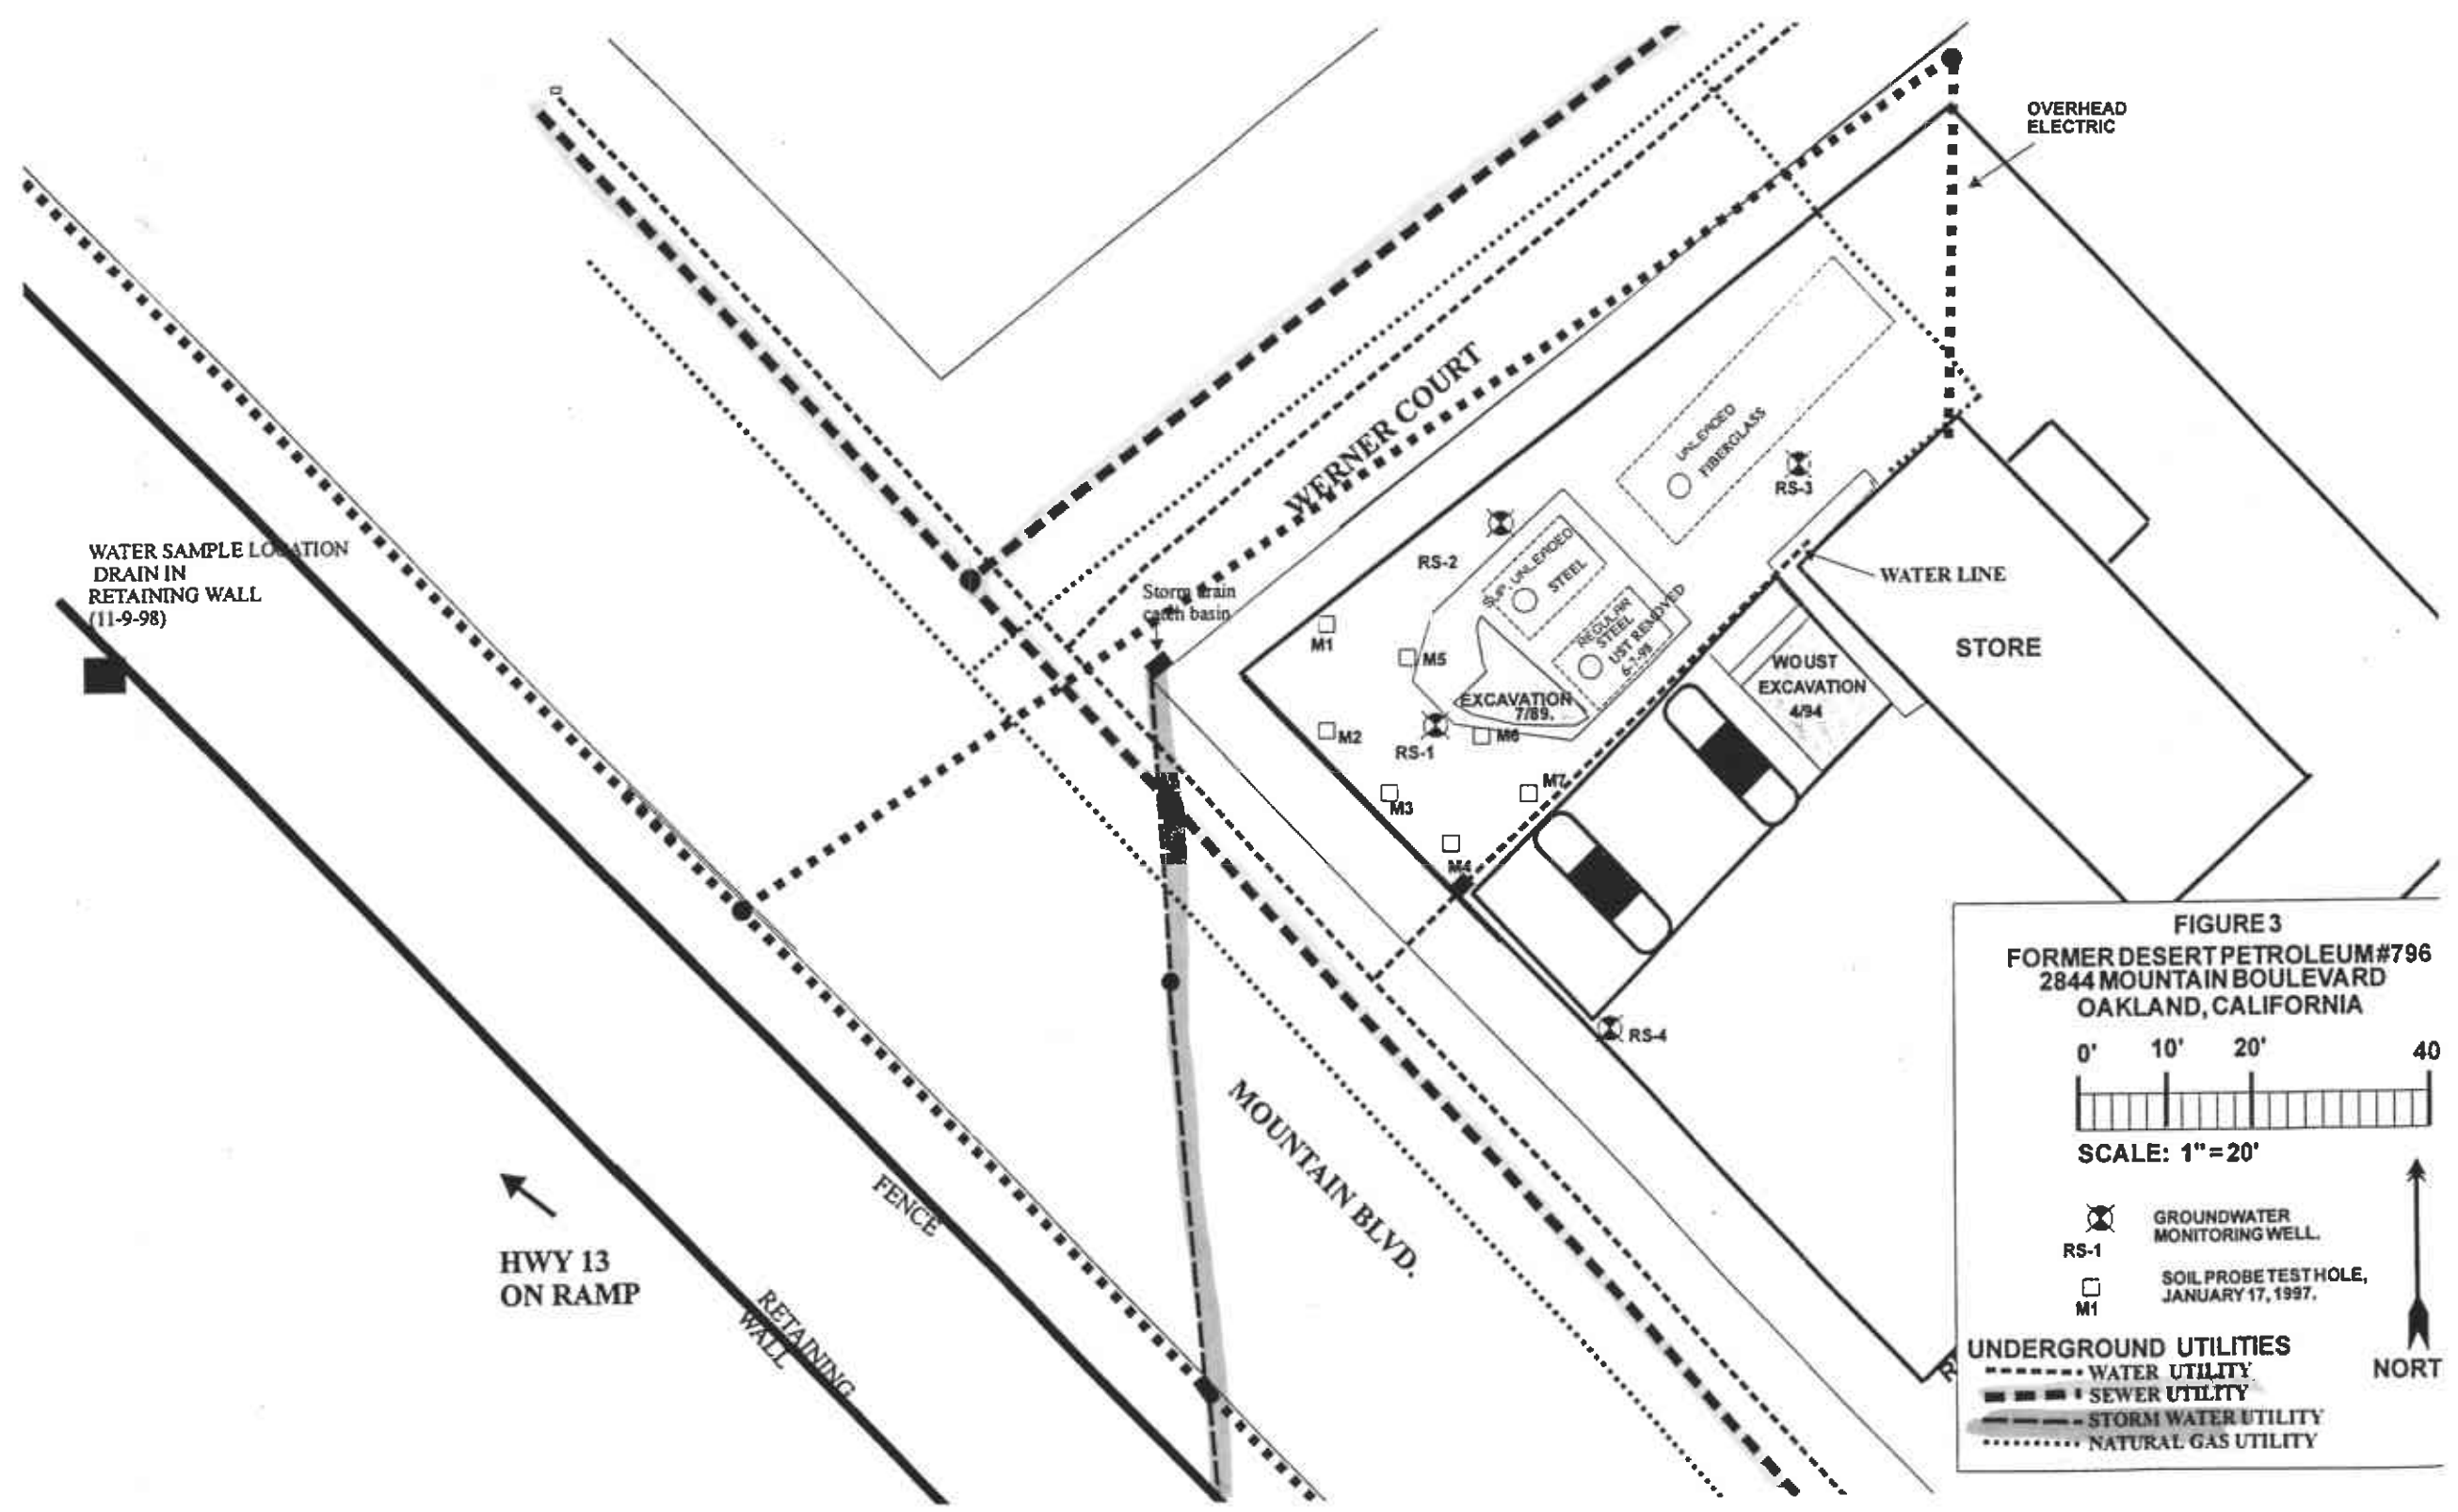 OVERHEAD
ELECTRIC
WERNER COURT
UNLEADED
FIBERGLASS
RS-3
RS-2
SUP. UNLEADED
STEEL
REGULAR
STEEL
UST REMOVED
6-7-98
WATER SAMPLE LOCATION
DRAIN IN
RETAINING WALL
(11-9-98)
Storm drain
catch basin
WATER LINE
STORE
M1
M5
WOUST
EXCAVATION
4/94
EXCAVATION
7/89.
M2
RS-1
M6
M7
M3
M4
RS-4
MOUNTAIN BLVD.
FENCE
HWY 13
ON RAMP
RETAINING
WALL
FIGURE 3
FORMER DESERT PETROLEUM #796
2844 MOUNTAIN BOULEVARD
OAKLAND, CALIFORNIA
0' 10' 20' 40
SCALE: 1"=20'
GROUNDWATER
MONITORING WELL.
RS-1
SOIL PROBE TEST HOLE,
JANUARY 17, 1997.
M1
UNDERGROUND UTILITIES
WATER UTILITY
SEWER UTILITY
STORM WATER UTILITY
NATURAL GAS UTILITY
NORT